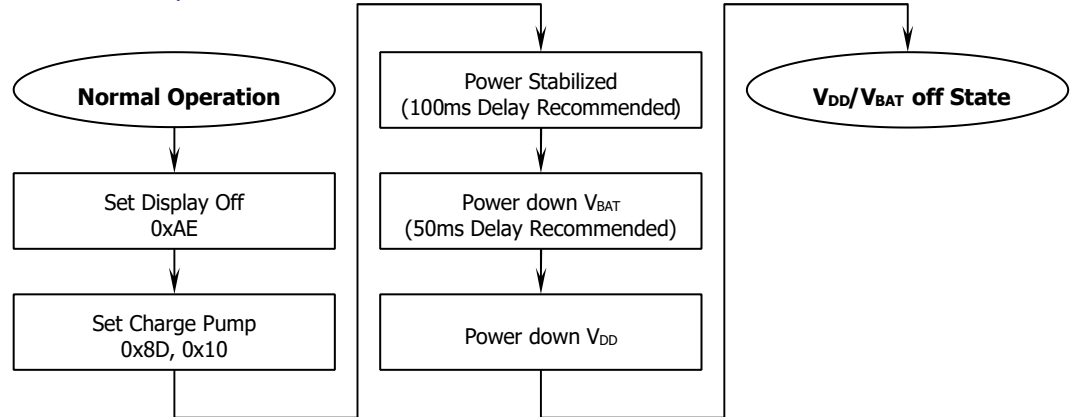 Normal Operation
Set Display Off
0xAE
Set Charge Pump
0x8D, 0x10
Power Stabilized
(100ms Delay Recommended)
Power down VBAT
(50ms Delay Recommended)
Power down VDD
VDD/VBAT off State